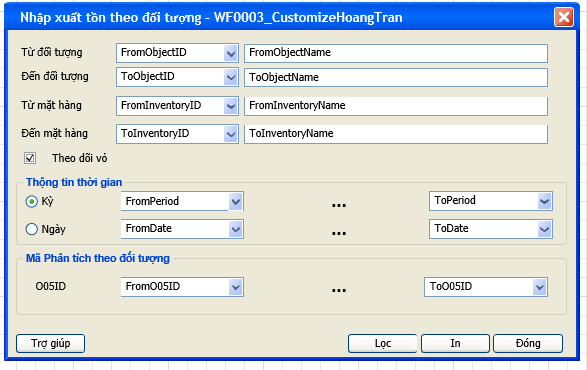 Nhập xuất tồn theo đối tượng - WF0003_CustomizeHoangTran
Từ đối tượng FromObjectID FromObjectName
Đến đối tượng ToObjectID ToObjectName
Từ mặt hàng FromInventoryID FromInventoryName
Đến mặt hàng ToInventoryID ToInventoryName
Theo dõi vỏ
Thông tin thời gian
Kỳ FromPeriod ... ToPeriod
Ngày FromDate ... ToDate
Mã Phân tích theo đối tượng
O05ID FromO05ID ... ToO05ID
Trợ giúp Lọc In Đóng